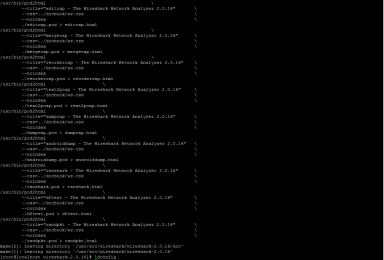 /usr/bin/pod2html \
--title="editcap - The Wireshark Network Analyzer 2.0.16" \
--css=../docbook/ws.css \
--noindex \
./editcap.pod > editcap.html
/usr/bin/pod2html \
--title="mergecap - The Wireshark Network Analyzer 2.0.16" \
--css=../docbook/ws.css \
--noindex \
./mergecap.pod > mergecap.html
/usr/bin/pod2html \
--title="reordercap - The Wireshark Network Analyzer 2.0.16" \
--css=../docbook/ws.css \
--noindex \
./reordercap.pod > reordercap.html
/usr/bin/pod2html \
--title="text2pcap - The Wireshark Network Analyzer 2.0.16" \
--css=../docbook/ws.css \
--noindex \
./text2pcap.pod > text2pcap.html
/usr/bin/pod2html \
--title="dumpcap - The Wireshark Network Analyzer 2.0.16" \
--css=../docbook/ws.css \
--noindex \
./dumpcap.pod > dumpcap.html
/usr/bin/pod2html \
--title="androiddump - The Wireshark Network Analyzer 2.0.16" \
--css=../docbook/ws.css \
--noindex \
./androiddump.pod > androiddump.html
/usr/bin/pod2html \
--title="rawshark - The Wireshark Network Analyzer 2.0.16" \
--css=../docbook/ws.css \
--noindex \
./rawshark.pod > rawshark.html
/usr/bin/pod2html \
--title="dftest - The Wireshark Network Analyzer 2.0.16" \
--css=../docbook/ws.css \
--noindex \
./dftest.pod > dftest.html
/usr/bin/pod2html \
--title="randpkt - The Wireshark Network Analyzer 2.0.16" \
--css=../docbook/ws.css \
--noindex \
./randpkt.pod > randpkt.html
make[1]: Leaving directory '/usr/src/wireshark/wireshark-2.0.16/doc'
make[1]: Leaving directory '/usr/src/wireshark/wireshark-2.0.16'
[root@localhost wireshark-2.0.16]# ldconfig